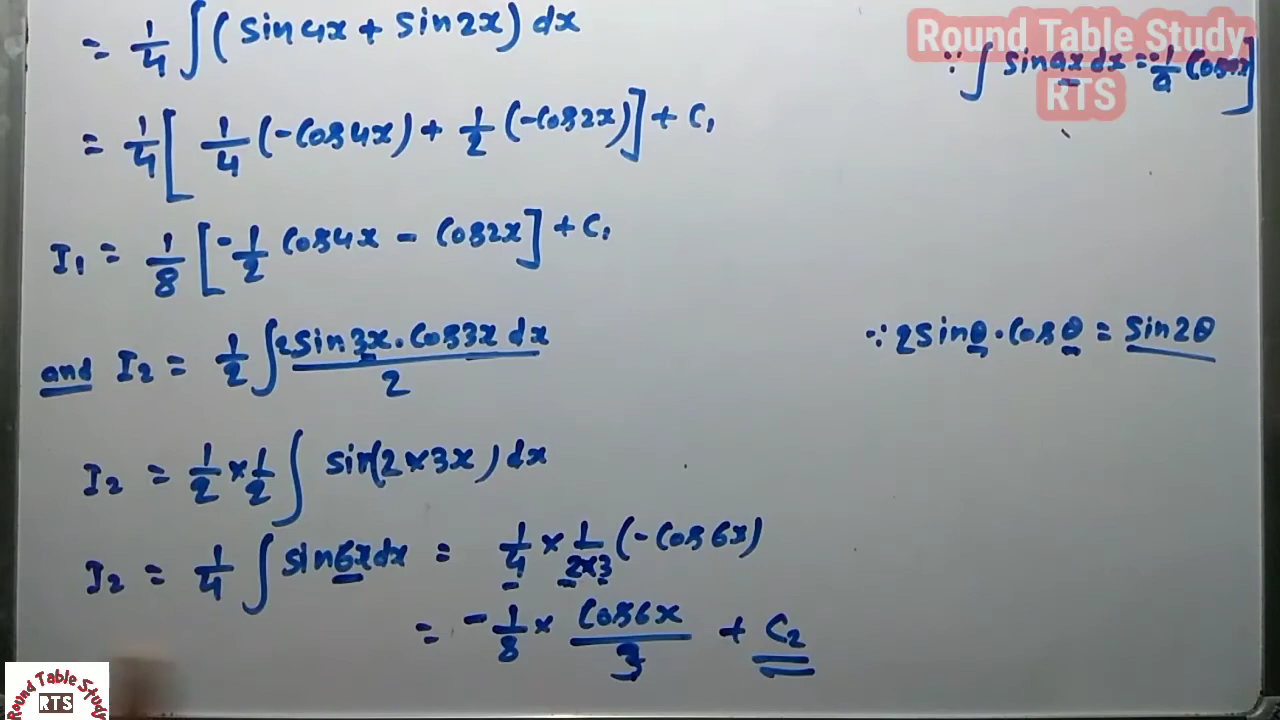 = 1/4 ∫ (sin4x + sin2x) dx
Round Table Study
RTS
∵ ∫ sinax dx = -1/a cosax]
= 1/4 [ 1/4 (-cos4x) + 1/2 (-cos2x)] + C₁
I₁ = 1/8 [ -1/2 cos4x - cos2x] + C₁
and I₂ = 1/2 ∫ 2sin3x.cos3x dx / 2
∵ 2sinθ.cosθ = sin2θ
I₂ = 1/2 × 1/2 ∫ sin(2×3x) dx
I₂ = 1/4 ∫ sin6x dx = 1/4 × 1/2×3 (-cos6x)
= -1/8 × cos6x/3 + C₂
Round Table Study
RTS